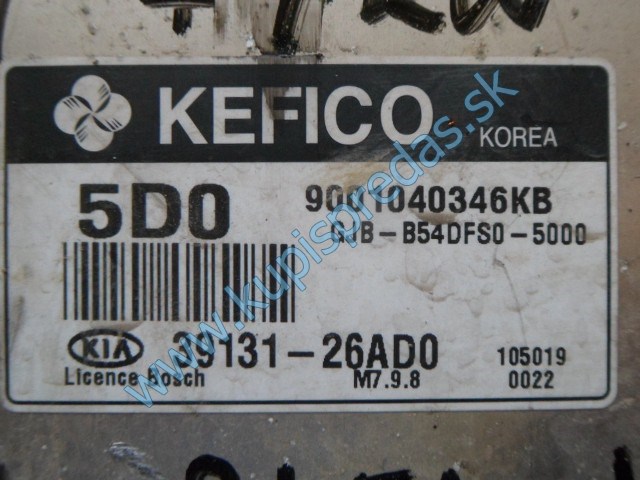 KEFICO KOREA
5D0 9001040346KB
GJB-B54DFS0-5000
KIA 39131-26AD0 105019
Licence Bosch M7.9.8 0022
www.kupispredas.sk